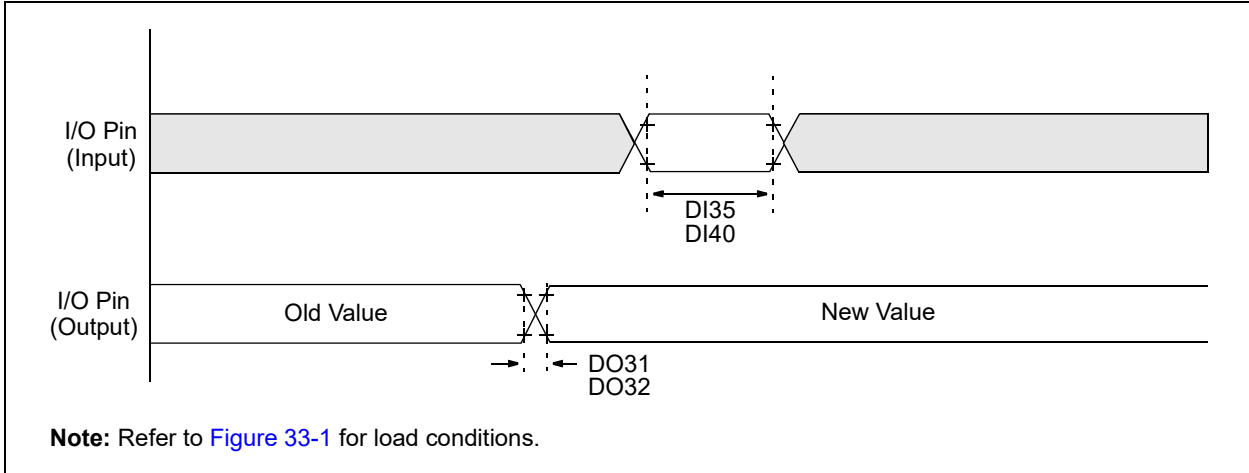 I/O Pin
(Input)
DI35
DI40
I/O Pin
(Output)
Old Value
New Value
DO31
DO32
Note: Refer to Figure 33-1 for load conditions.